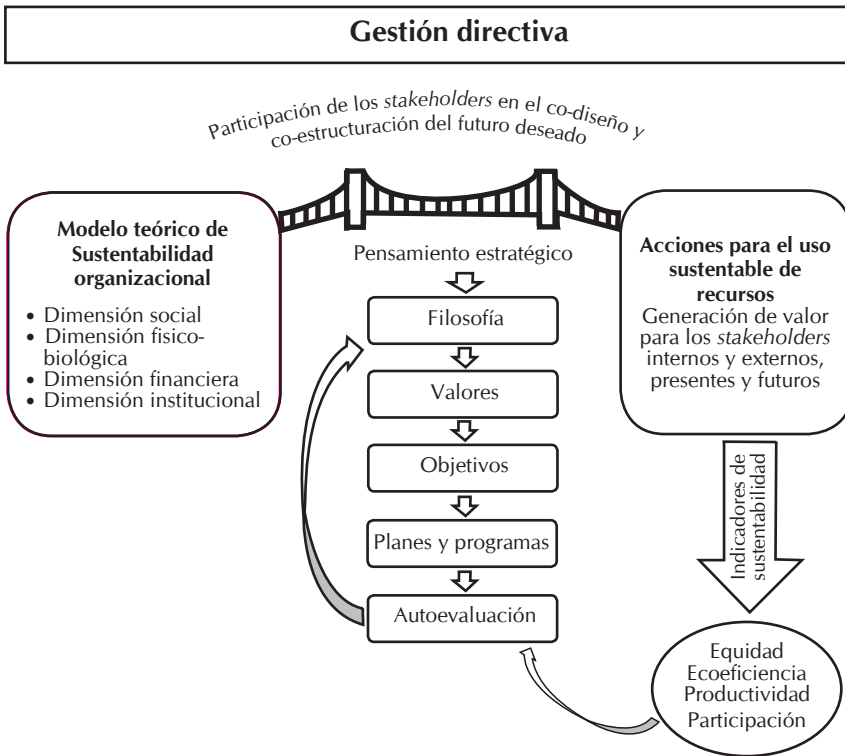 Gestión directiva
Participación de los stakeholders en el co-diseño y
co-estructuración del futuro deseado
Modelo teórico de
Sustentabilidad
organizacional
• Dimensión social
• Dimensión fisico-
biológica
• Dimensión financiera
• Dimensión institucional
Pensamiento estratégico
Filosofía
Valores
Objetivos
Planes y programas
Autoevaluación
Acciones para el uso
sustentable de
recursos
Generación de valor
para los stakeholders
internos y externos,
presentes y futuros
Indicadores de
sustentabilidad
Equidad
Ecoeficiencia
Productividad
Participación